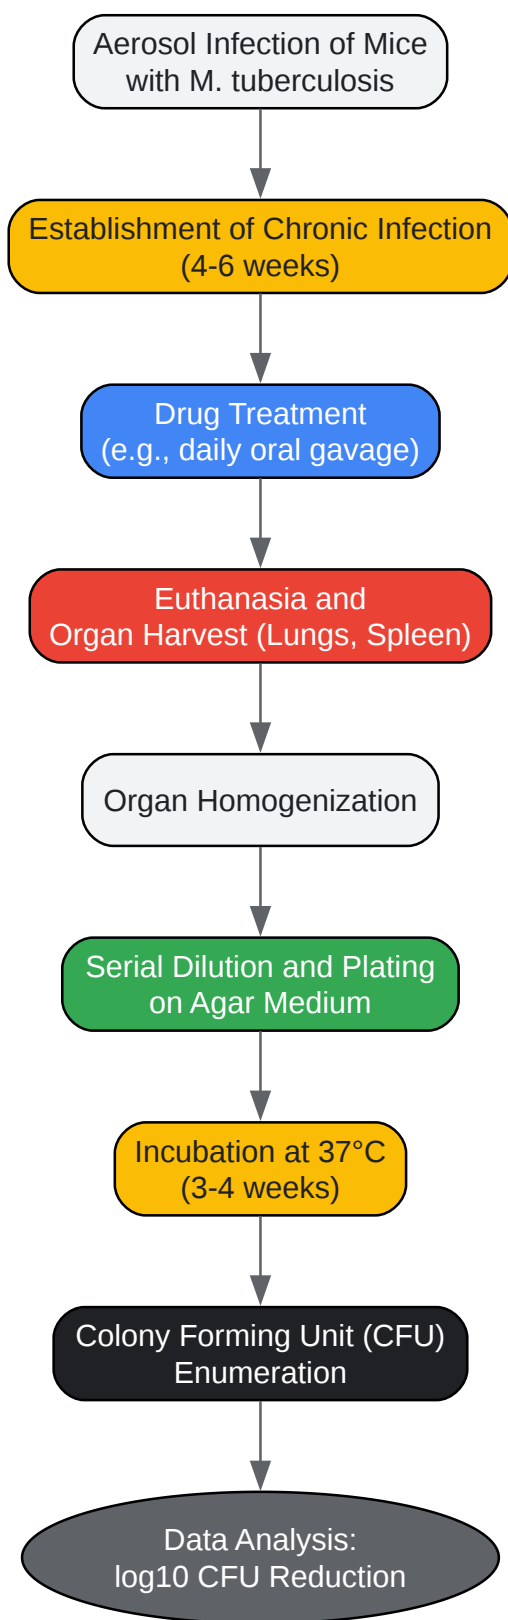 Aerosol Infection of Mice
with M. tuberculosis
Establishment of Chronic Infection
(4-6 weeks)
Drug Treatment
(e.g., daily oral gavage)
Euthanasia and
Organ Harvest (Lungs, Spleen)
Organ Homogenization
Serial Dilution and Plating
on Agar Medium
Incubation at 37°C
(3-4 weeks)
Colony Forming Unit (CFU)
Enumeration
Data Analysis:
log10 CFU Reduction